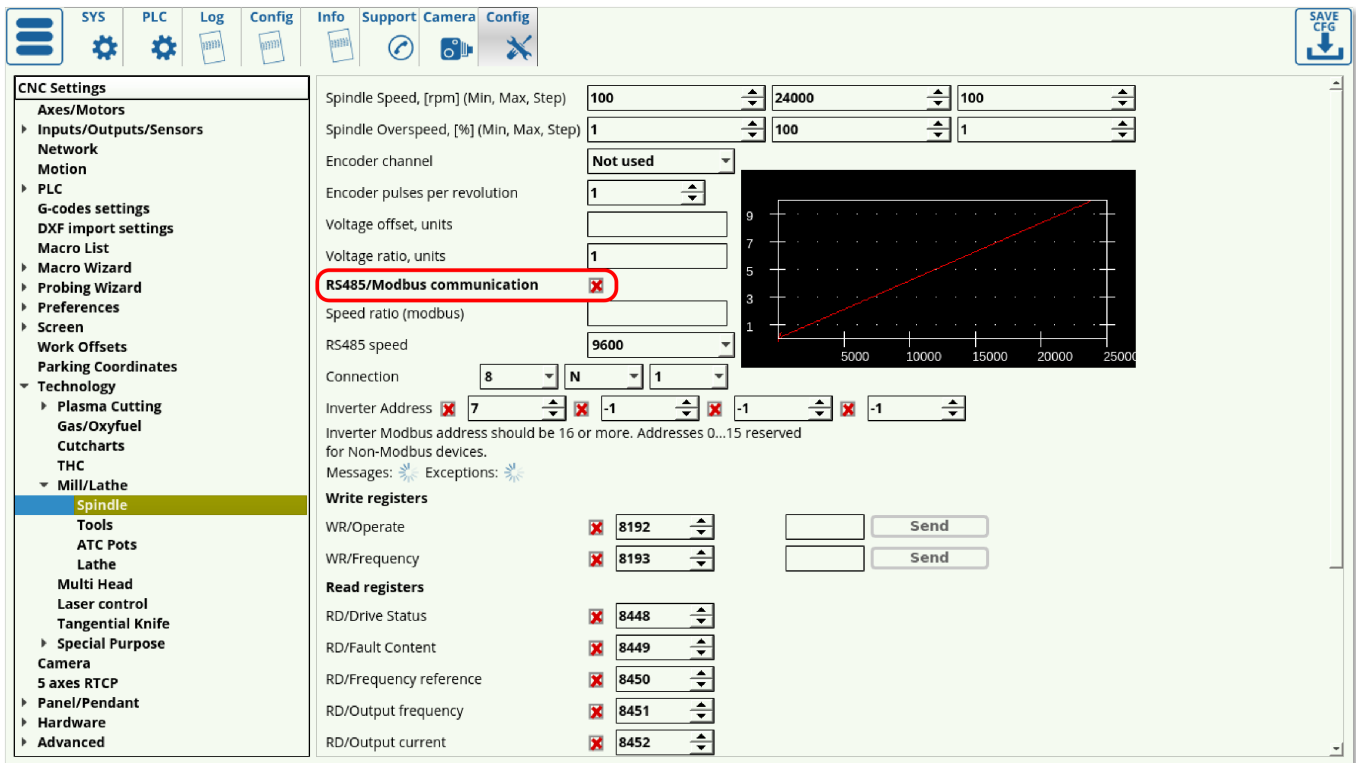 SYS PLC Log Config Info Support Camera Config
SAVE
CFG
CNC Settings
Axes/Motors
Inputs/Outputs/Sensors
Network
Motion
PLC
G-codes settings
DXF import settings
Macro List
Macro Wizard
Probing Wizard
Preferences
Screen
Work Offsets
Parking Coordinates
Technology
Plasma Cutting
Gas/Oxyfuel
Cutcharts
THC
Mill/Lathe
Spindle
Tools
ATC Pots
Lathe
Multi Head
Laser control
Tangential Knife
Special Purpose
Camera
5 axes RTCP
Panel/Pendant
Hardware
Advanced
Spindle Speed, [rpm] (Min, Max, Step) 100 24000 100
Spindle Overspeed, [%] (Min, Max, Step) 1 100 1
Encoder channel Not used
Encoder pulses per revolution 1
Voltage offset, units
Voltage ratio, units 1
RS485/Modbus communication
Speed ratio (modbus)
RS485 speed 9600
Connection 8 N 1
Inverter Address 7 -1 -1 -1
Inverter Modbus address should be 16 or more. Addresses 0...15 reserved
for Non-Modbus devices.
Messages: Exceptions:
Write registers
WR/Operate 8192 Send
WR/Frequency 8193 Send
Read registers
RD/Drive Status 8448
RD/Fault Content 8449
RD/Frequency reference 8450
RD/Output frequency 8451
RD/Output current 8452
9
7
5
3
1
5000 10000 15000 20000 25000